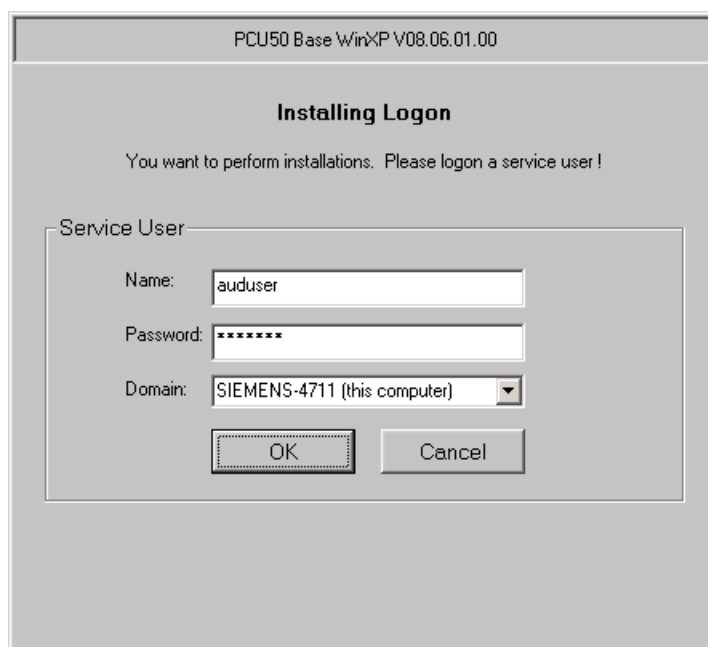 PCU50 Base WinXP V08.06.01.00
Installing Logon
You want to perform installations. Please logon a service user !
Service User
Name: auduser
Password: *******
Domain: SIEMENS-4711 (this computer)
OK Cancel